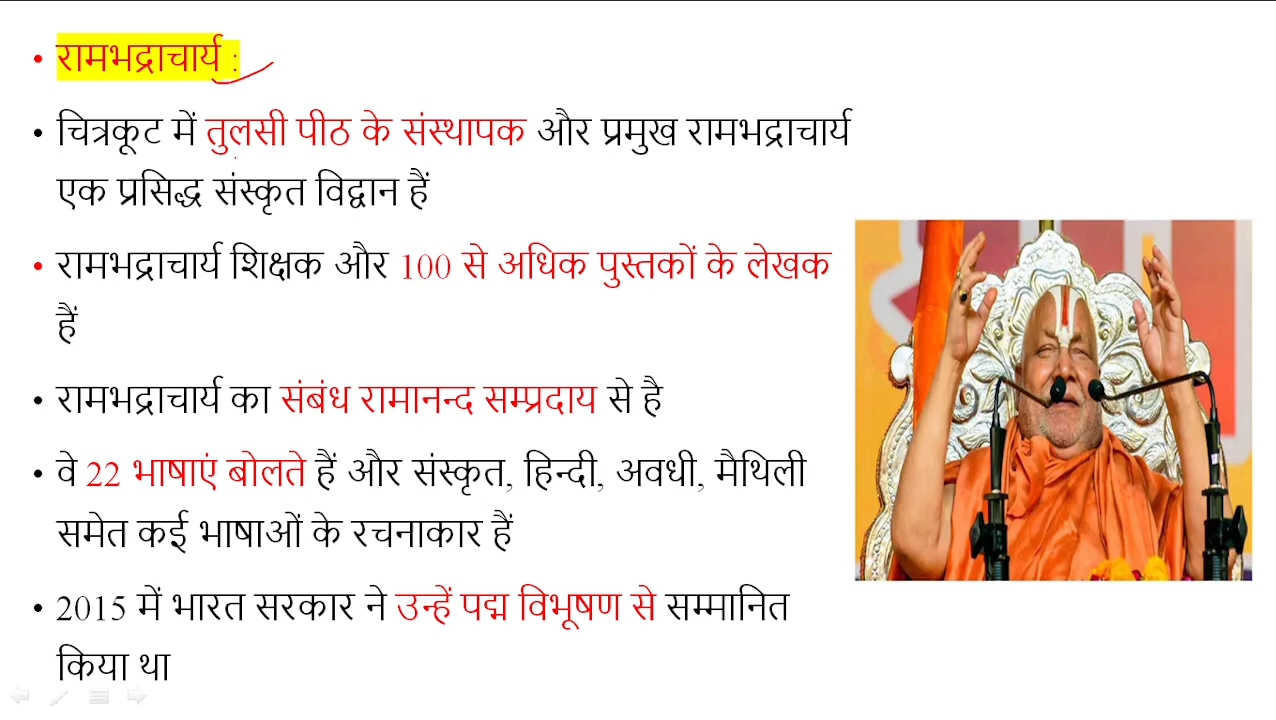 रामभद्राचार्य :
चित्रकूट में तुलसी पीठ के संस्थापक और प्रमुख रामभद्राचार्य
एक प्रसिद्ध संस्कृत विद्वान हैं
रामभद्राचार्य शिक्षक और 100 से अधिक पुस्तकों के लेखक
हैं
रामभद्राचार्य का संबंध रामानन्द सम्प्रदाय से है
वे 22 भाषाएं बोलते हैं और संस्कृत, हिन्दी, अवधी, मैथिली
समेत कई भाषाओं के रचनाकार हैं
2015 में भारत सरकार ने उन्हें पद्म विभूषण से सम्मानित
किया था